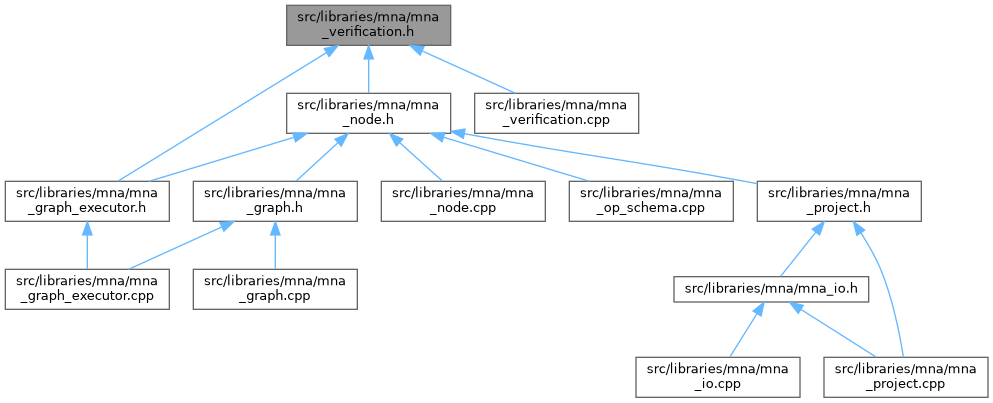 src/libraries/mna/mna
_verification.h
src/libraries/mna/mna
_node.h
src/libraries/mna/mna
_verification.cpp
src/libraries/mna/mna
_graph_executor.h
src/libraries/mna/mna
_graph.h
src/libraries/mna/mna
_node.cpp
src/libraries/mna/mna
_op_schema.cpp
src/libraries/mna/mna
_project.h
src/libraries/mna/mna
_graph_executor.cpp
src/libraries/mna/mna
_graph.cpp
src/libraries/mna/mna_io.h
src/libraries/mna/mna
_io.cpp
src/libraries/mna/mna
_project.cpp